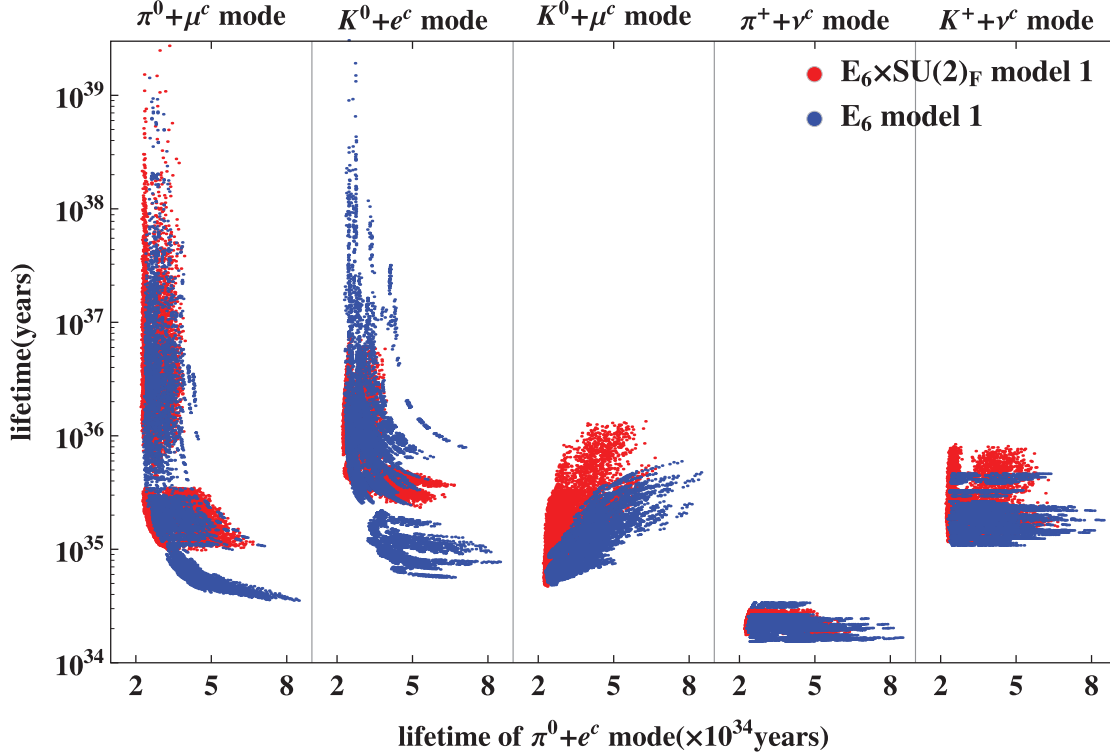 π⁰+μᶜ mode K⁰+eᶜ mode K⁰+μᶜ mode π⁺+νᶜ mode K⁺+νᶜ mode
E₆×SU(2)_F model 1
E₆ model 1
10³⁹
10³⁸
10³⁷
10³⁶
10³⁵
10³⁴
lifetime(years)
2 5 8 2 5 8 2 5 8 2 5 8 2 5 8
lifetime of π⁰+eᶜ mode(×10³⁴years)